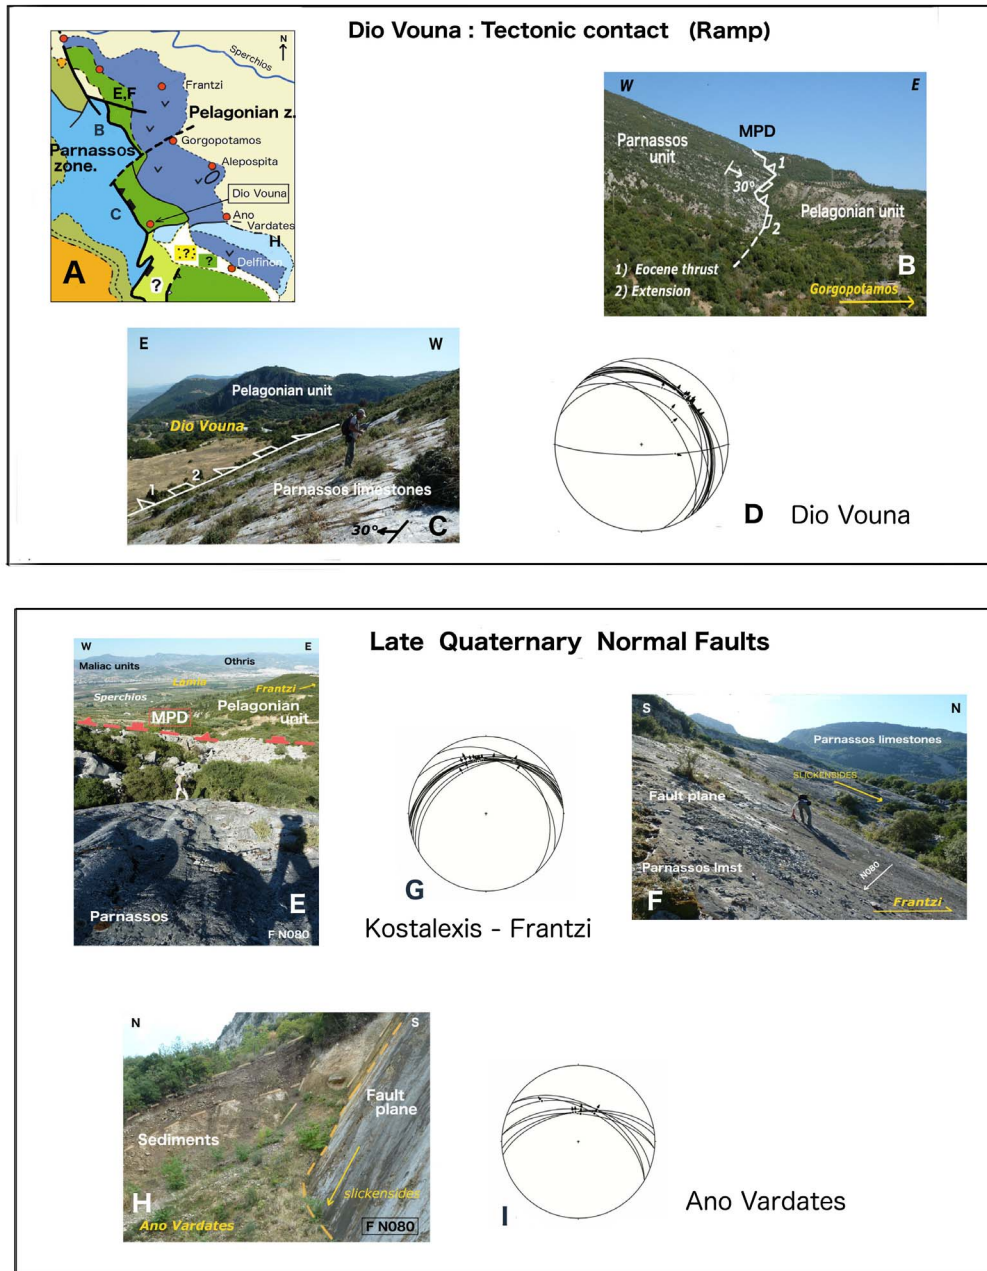 Dio Vouna : Tectonic contact (Ramp)
N
Sperchios
Frantzi
E,F
Pelagonian z.
B
Gorgopotamos
Parnassos
zone.
Alepospita
Dio Vouna
C
Ano
Vardates
H
?
?
Delfinon
A
?
W
E
MPD
Parnassos
unit
1
30°
Pelagonian unit
2
B
1) Eocene thrust
2) Extension
Gorgopotamos
E
W
Pelagonian unit
Dio Vouna
1
2
Parnassos limestones
30°
C
D Dio Vouna
Late Quaternary Normal Faults
W
E
Maliac units
Othris
Lamia
Frantzi
Sperchios
Pelagonian
unit
MPD
Parnassos
E
F N080
G
Kostalexis - Frantzi
S
N
Parnassos limestones
SLICKENSIDES
Fault plane
Parnassos lmst
N080
F
Frantzi
N
S
Fault
plane
Sediments
slickensides
H
Ano Vardates
F N080
I
Ano Vardates